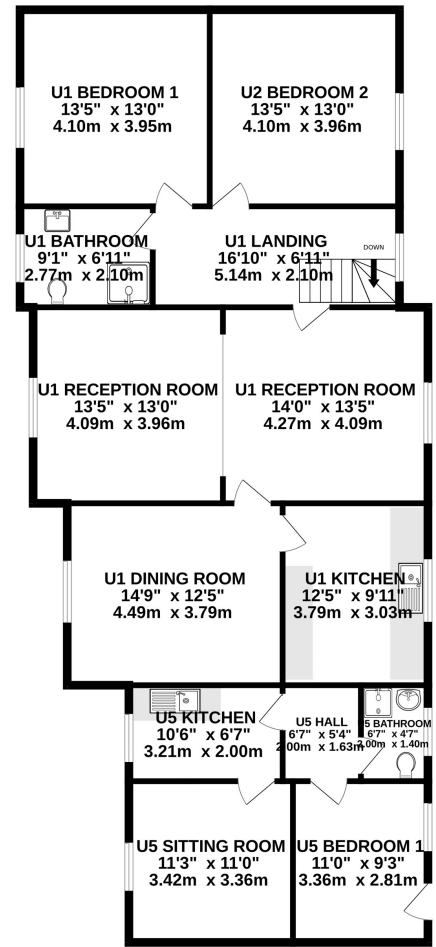 U1 BEDROOM 1
13'5" x 13'0"
4.10m x 3.95m
U2 BEDROOM 2
13'5" x 13'0"
4.10m x 3.96m
U1 BATHROOM
9'1" x 6'11"
2.77m x 2.10m
U1 LANDING
16'10" x 6'11"
5.14m x 2.10m
DOWN
U1 RECEPTION ROOM
13'5" x 13'0"
4.09m x 3.96m
U1 RECEPTION ROOM
14'0" x 13'5"
4.27m x 4.09m
U1 DINING ROOM
14'9" x 12'5"
4.49m x 3.79m
U1 KITCHEN
12'5" x 9'11"
3.79m x 3.03m
U5 KITCHEN
10'6" x 6'7"
3.21m x 2.00m
U5 HALL
6'7" x 5'4"
2.00m x 1.63m
U5 BATHROOM
6'7" x 4'7"
2.00m x 1.40m
U5 SITTING ROOM
11'3" x 11'0"
3.42m x 3.36m
U5 BEDROOM 1
11'0" x 9'3"
3.36m x 2.81m